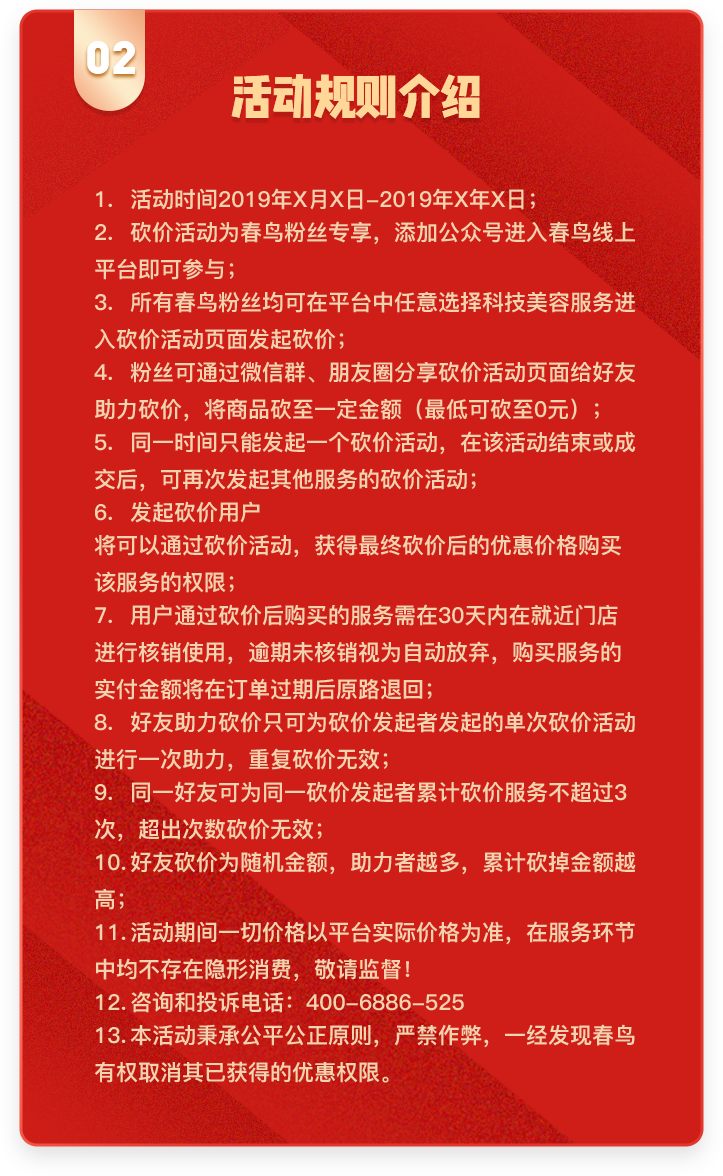 02
活动规则介绍
1. 活动时间2019年X月X日-2019年X年X日；
2. 砍价活动为春鸟粉丝专享，添加公众号进入春鸟线上
平台即可参与；
3. 所有春鸟粉丝均可在平台中任意选择科技美容服务进
入砍价活动页面发起砍价；
4. 粉丝可通过微信群、朋友圈分享砍价活动页面给好友
助力砍价，将商品砍至一定金额（最低可砍至0元）；
5. 同一时间只能发起一个砍价活动，在该活动结束或成
交后，可再次发起其他服务的砍价活动；
6. 发起砍价用户
将可以通过砍价活动，获得最终砍价后的优惠价格购买
该服务的权限；
7. 用户通过砍价后购买的服务需在30天内在就近门店
进行核销使用，逾期未核销视为自动放弃，购买服务的
实付金额将在订单过期后原路退回；
8. 好友助力砍价只可为砍价发起者发起的单次砍价活动
进行一次助力，重复砍价无效；
9. 同一好友可为同一砍价发起者累计砍价服务不超过3
次，超出次数砍价无效；
10.好友砍价为随机金额，助力者越多，累计砍掉金额越
高；
11.活动期间一切价格以平台实际价格为准，在服务环节
中均不存在隐形消费，敬请监督！
12.咨询和投诉电话：400-6886-525
13.本活动秉承公平公正原则，严禁作弊，一经发现春鸟
有权取消其已获得的优惠权限。